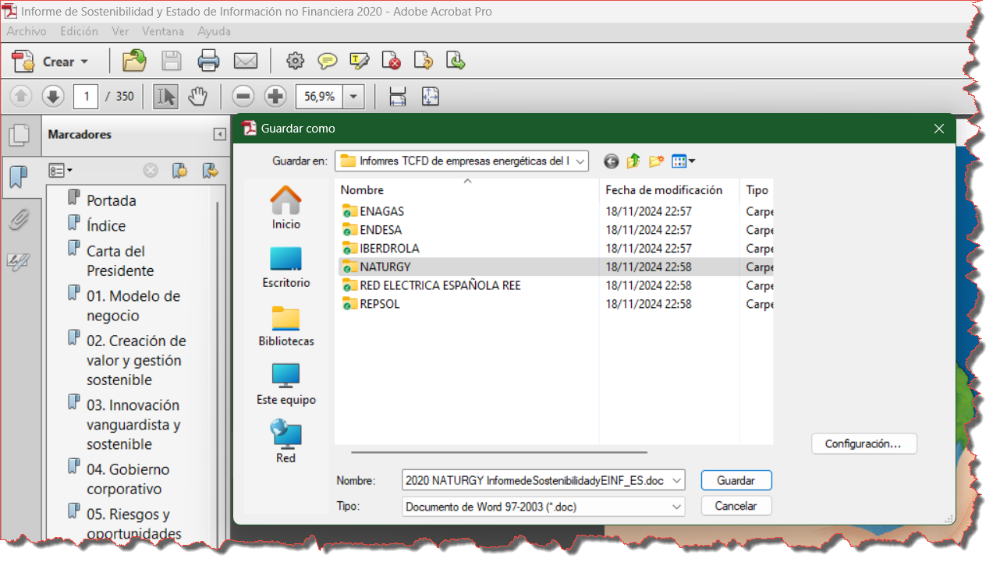 Informe de Sostenibilidad y Estado de Información no Financiera 2020 - Adobe Acrobat Pro
Archivo Edición Ver Ventana Ayuda
Crear
1 / 350 56,9%
Marcadores
Portada
Índice
Carta del
Presidente
01. Modelo de
negocio
02. Creación de
valor y gestión
sostenible
03. Innovación
vanguardista y
sostenible
04. Gobierno
corporativo
05. Riesgos y
oportunidades
Guardar como
Guardar en: Infomres TCFD de empresas energéticas del I
Inicio
Escritorio
Bibliotecas
Este equipo
Red
Nombre Fecha de modificación Tipo
ENAGAS 18/11/2024 22:57 Carpe
ENDESA 18/11/2024 22:57 Carpe
IBERDROLA 18/11/2024 22:57 Carpe
NATURGY 18/11/2024 22:58 Carpe
RED ELECTRICA ESPAÑOLA REE 18/11/2024 22:58 Carpe
REPSOL 18/11/2024 22:58 Carpe
Configuración...
Nombre: 2020 NATURGY InformedeSostenibilidadyEINF_ES.doc Guardar
Tipo: Documento de Word 97-2003 (*.doc) Cancelar